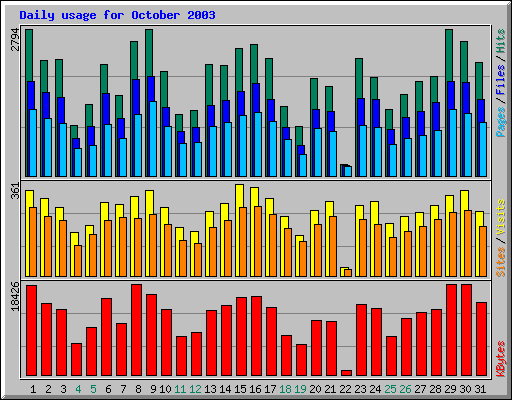 Daily usage for October 2003
2794
Pages / Files / Hits
361
Sites / Visits
18426
KBytes
1 2 3 4 5 6 7 8 9 10 11 12 13 14 15 16 17 18 19 20 21 22 23 24 25 26 27 28 29 30 31